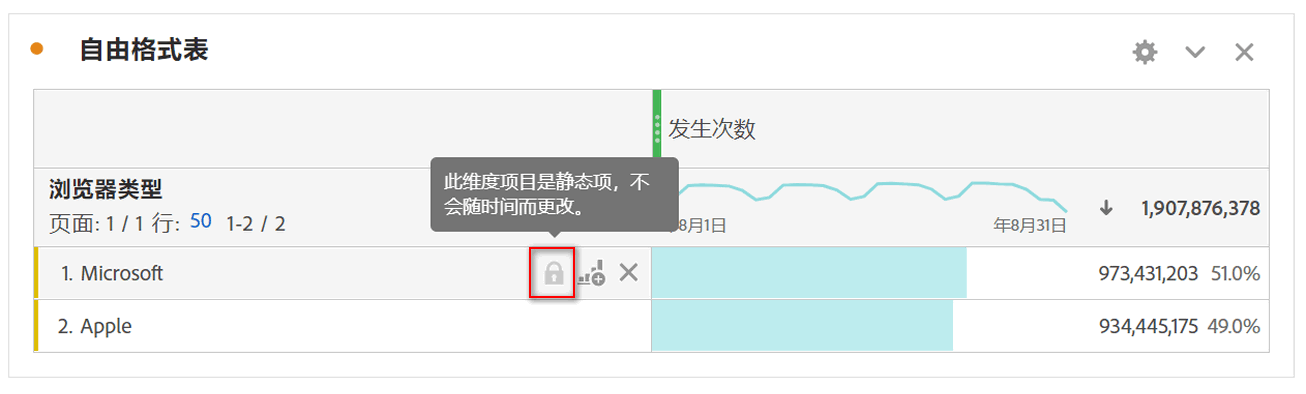 自由格式表
发生次数
浏览器类型
页面: 1 / 1 行: 50 1-2 / 2
此维度项目是静态项，不
会随时间而更改。
8月1日
年8月31日
1,907,876,378
1. Microsoft
973,431,203 51.0%
2. Apple
934,445,175 49.0%